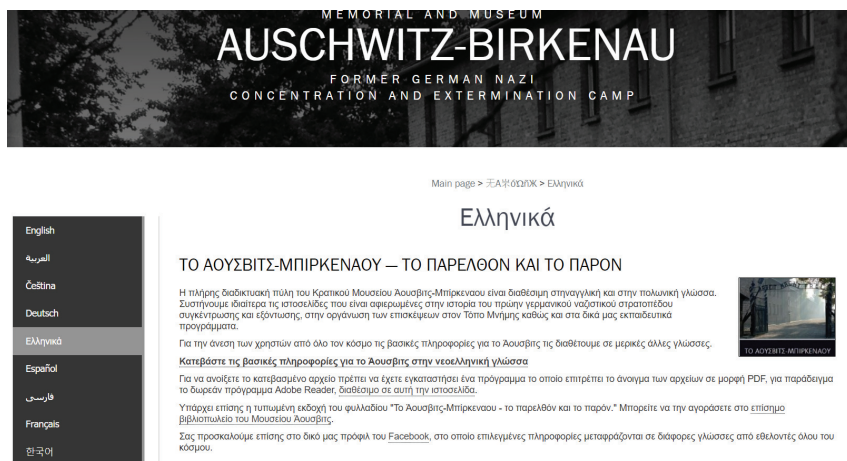 MEMORIAL AND MUSEUM
AUSCHWITZ-BIRKENAU
FORMER GERMAN NAZI
CONCENTRATION AND EXTERMINATION CAMP
Main page > > Ελληνικά
Ελληνικά
English
العربية
Čeština
Deutsch
Ελληνικά
Español
فارسی
Français
한국어
ΤΟ ΑΟΥΣΒΙΤΣ-ΜΠΙΡΚΕΝΑΟΥ — ΤΟ ΠΑΡΕΛΘΟΝ ΚΑΙ ΤΟ ΠΑΡΟΝ
Η πλήρης διαδικτυακή πύλη του Κρατικού Μουσείου Άουσβιτς-Μπίρκεναου είναι διαθέσιμη στηναγγλική και στην πολωνική γλώσσα.
Συστήνουμε ιδιαίτερα τις ιστοσελίδες που είναι αφιερωμένες στην ιστορία του πρώην γερμανικού ναζιστικού στρατοπέδου
συγκέντρωσης και εξόντωσης, στην οργάνωση των επισκέψεων στον Τόπο Μνήμης καθώς και στα δικά μας εκπαιδευτικά
προγράμματα.
Για την άνεση των χρηστών από όλο τον κόσμο τις βασικές πληροφορίες για το Άουσβιτς τις διαθέτουμε σε μερικές άλλες γλώσσες.
Κατεβάστε τις βασικές πληροφορίες για το Άουσβιτς στην νεοελληνική γλώσσα
Για να ανοίξετε το κατεβασμένο αρχείο πρέπει να έχετε εγκαταστήσει ένα πρόγραμμα το οποίο επιτρέπει το άνοιγμα των αρχείων σε μορφή PDF, για παράδειγμα
το δωρεάν πρόγραμμα Adobe Reader, διαθέσιμο σε αυτή την ιστοσελίδα.
Υπάρχει επίσης η τυπωμένη εκδοχή του φυλλαδίου "Το Άουσβιτς-Μπίρκεναου - το παρελθόν και το παρόν." Μπορείτε να την αγοράσετε στο επίσημο
βιβλιοπωλείο του Μουσείου Άουσβιτς.
Σας προσκαλούμε επίσης στο δικό μας πρόφιλ του Facebook, στο οποίο επιλεγμένες πληροφορίες μεταφράζονται σε διάφορες γλώσσες από εθελοντές όλου του
κόσμου.
ΤΟ ΑΟΥΣΒΙΤΣ-ΜΠΙΡΚΕΝΑΟΥ